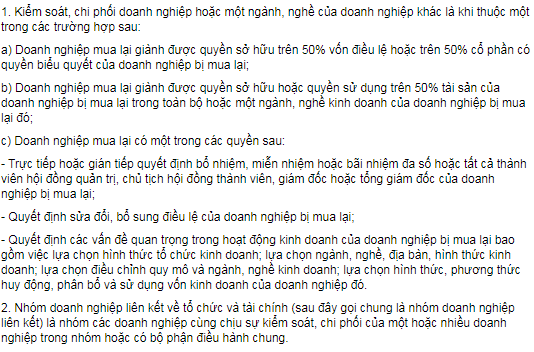 1. Kiểm soát, chi phối doanh nghiệp hoặc một ngành, nghề của doanh nghiệp khác là khi thuộc một
trong các trường hợp sau:
a) Doanh nghiệp mua lại giành được quyền sở hữu trên 50% vốn điều lệ hoặc trên 50% cổ phần có
quyền biểu quyết của doanh nghiệp bị mua lại;
b) Doanh nghiệp mua lại giành được quyền sở hữu hoặc quyền sử dụng trên 50% tài sản của
doanh nghiệp bị mua lại trong toàn bộ hoặc một ngành, nghề kinh doanh của doanh nghiệp bị mua
lại đó;
c) Doanh nghiệp mua lại có một trong các quyền sau:
- Trực tiếp hoặc gián tiếp quyết định bổ nhiệm, miễn nhiệm hoặc bãi nhiệm đa số hoặc tất cả thành
viên hội đồng quản trị, chủ tịch hội đồng thành viên, giám đốc hoặc tổng giám đốc của doanh
nghiệp bị mua lại;
- Quyết định sửa đổi, bổ sung điều lệ của doanh nghiệp bị mua lại;
- Quyết định các vấn đề quan trọng trong hoạt động kinh doanh của doanh nghiệp bị mua lại bao
gồm việc lựa chọn hình thức tổ chức kinh doanh; lựa chọn ngành, nghề, địa bàn, hình thức kinh
doanh; lựa chọn điều chỉnh quy mô và ngành, nghề kinh doanh; lựa chọn hình thức, phương thức
huy động, phân bổ và sử dụng vốn kinh doanh của doanh nghiệp đó.
2. Nhóm doanh nghiệp liên kết về tổ chức và tài chính (sau đây gọi chung là nhóm doanh nghiệp
liên kết) là nhóm các doanh nghiệp cùng chịu sự kiểm soát, chi phối của một hoặc nhiều doanh
nghiệp trong nhóm hoặc có bộ phận điều hành chung.